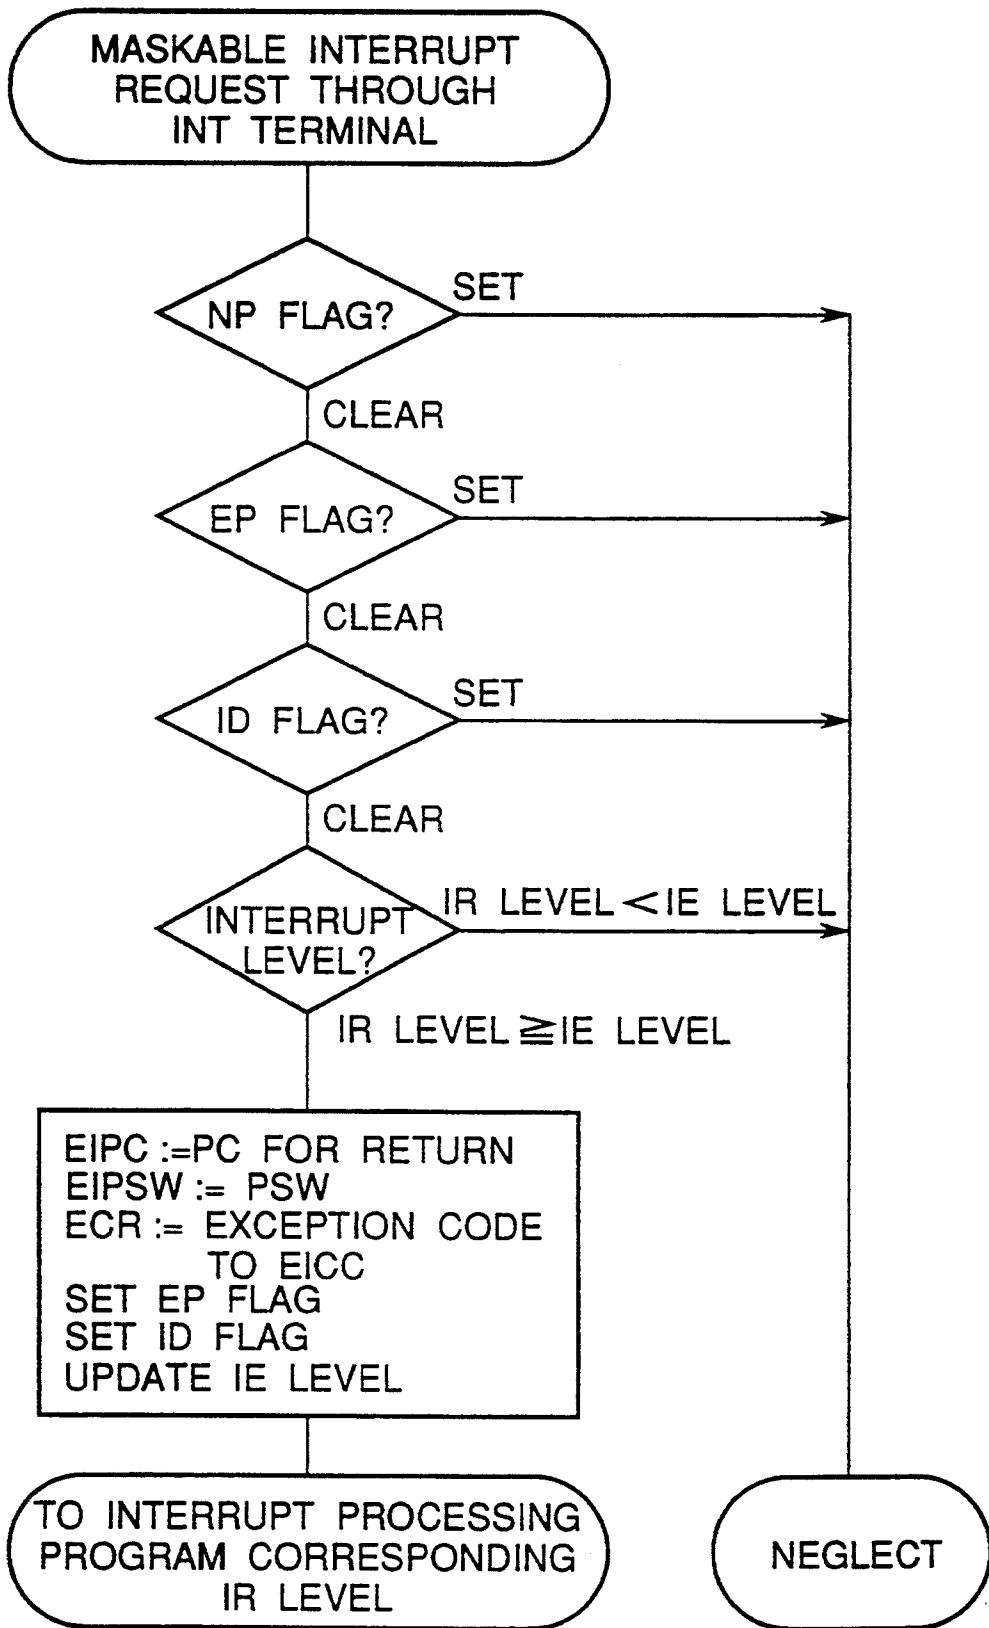 MASKABLE INTERRUPT
REQUEST THROUGH
INT TERMINAL
NP FLAG?
SET
CLEAR
EP FLAG?
SET
CLEAR
ID FLAG?
SET
CLEAR
INTERRUPT
LEVEL?
IR LEVEL < IE LEVEL
IR LEVEL ≧ IE LEVEL
EIPC :=PC FOR RETURN
EIPSW := PSW
ECR := EXCEPTION CODE
TO EICC
SET EP FLAG
SET ID FLAG
UPDATE IE LEVEL
TO INTERRUPT PROCESSING
PROGRAM CORRESPONDING
IR LEVEL
NEGLECT